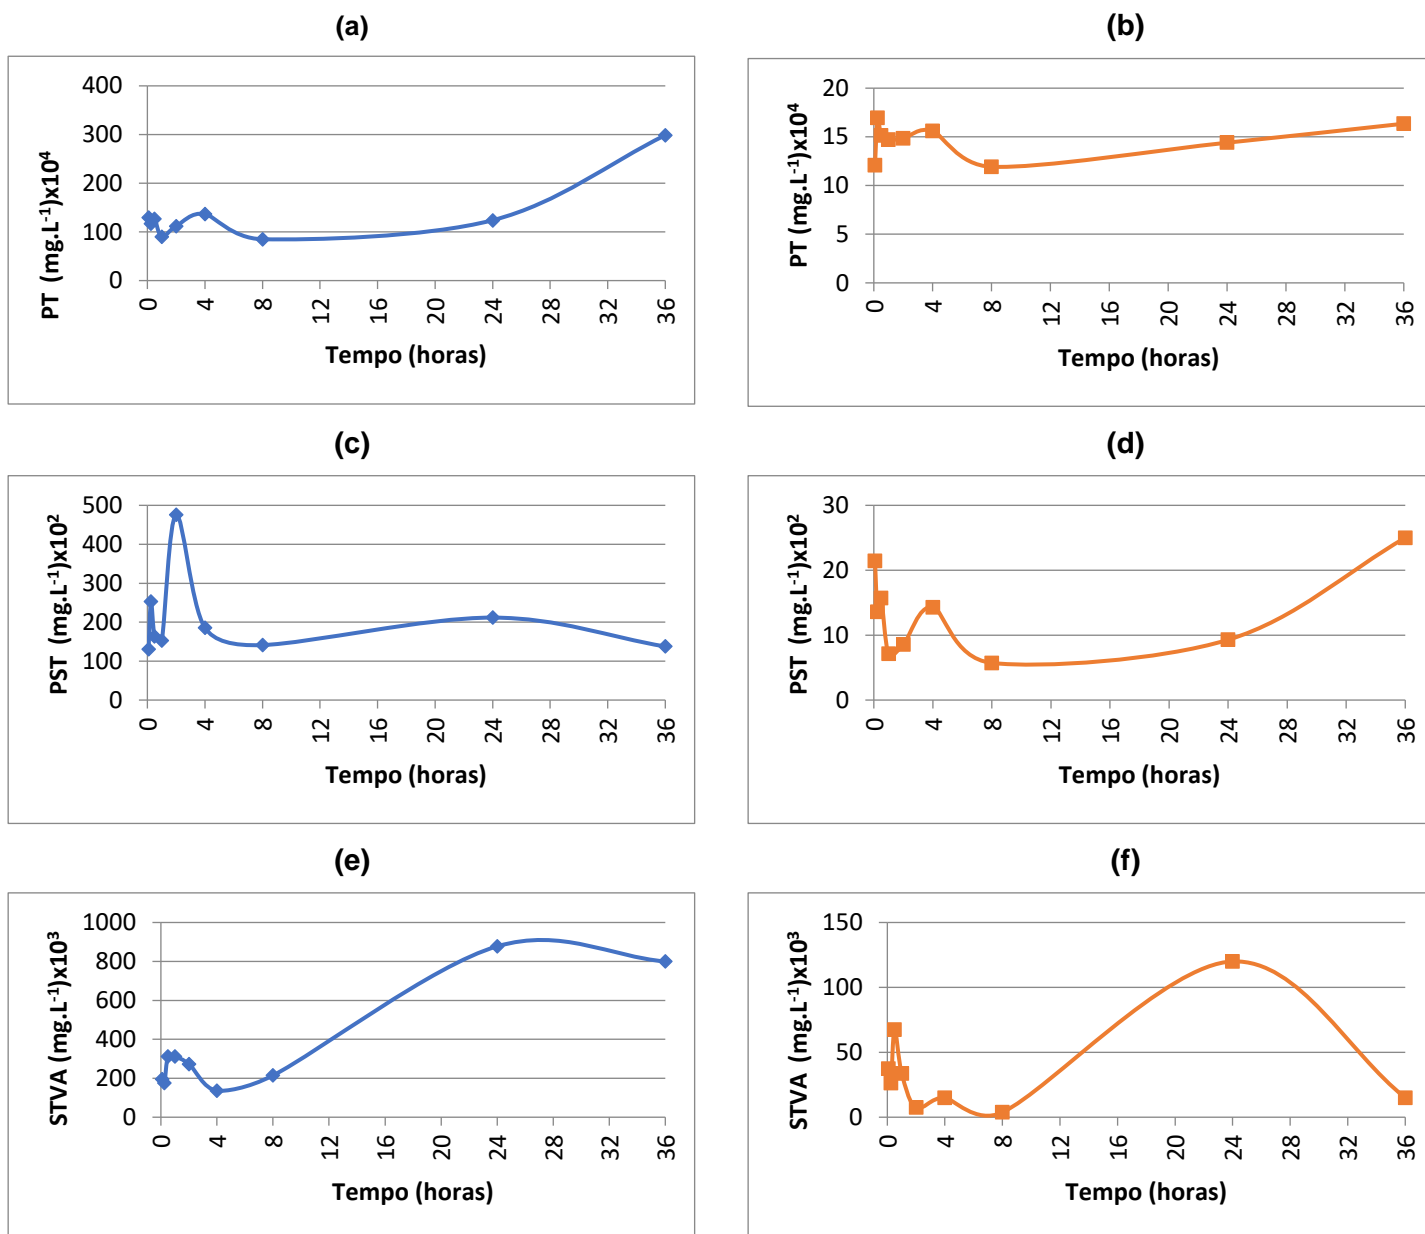 (a)
PT (mg.L⁻¹)x10⁴
400
300
200
100
0
0 4 8 12 16 20 24 28 32 36
Tempo (horas)
(b)
PT (mg.L⁻¹)x10⁴
20
15
10
5
0
0 4 8 12 16 20 24 28 32 36
Tempo (horas)
(c)
PST (mg.L⁻¹)x10²
500
400
300
200
100
0
0 4 8 12 16 20 24 28 32 36
Tempo (horas)
(d)
PST (mg.L⁻¹)x10²
30
20
10
0
0 4 8 12 16 20 24 28 32 36
Tempo (horas)
(e)
STVA (mg.L⁻¹)x10³
1000
800
600
400
200
0
0 4 8 12 16 20 24 28 32 36
Tempo (horas)
(f)
STVA (mg.L⁻¹)x10³
150
100
50
0
0 4 8 12 16 20 24 28 32 36
Tempo (horas)